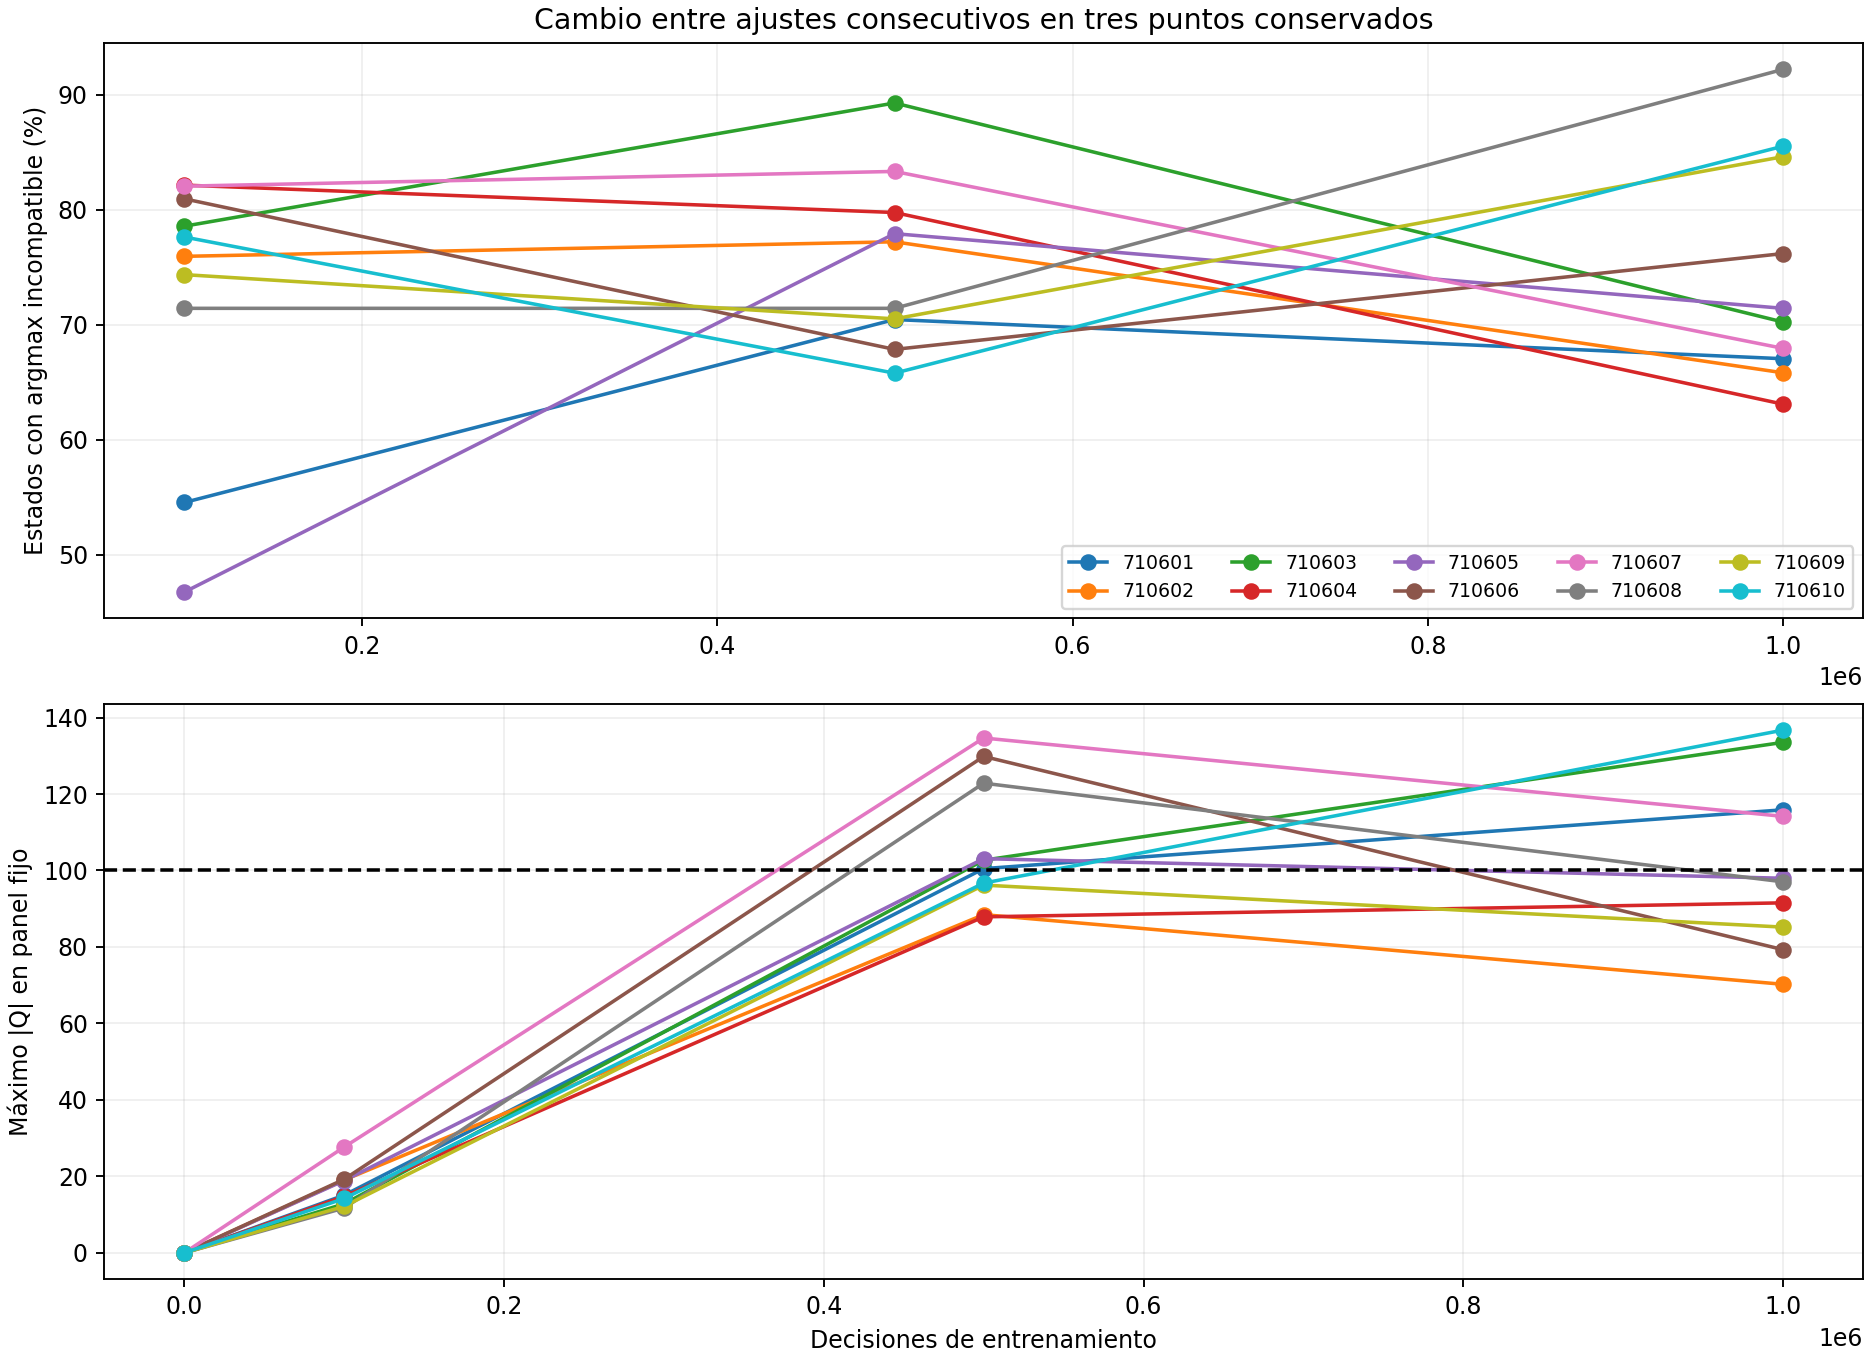 Cambio entre ajustes consecutivos en tres puntos conservados
Estados con argmax incompatible (%)
90
80
70
60
50
710601 710603 710605 710607 710609
710602 710604 710606 710608 710610
0.2 0.4 0.6 0.8 1.0
1e6
Máximo |Q| en panel fijo
140
120
100
80
60
40
20
0
0.0 0.2 0.4 0.6 0.8 1.0
Decisiones de entrenamiento
1e6